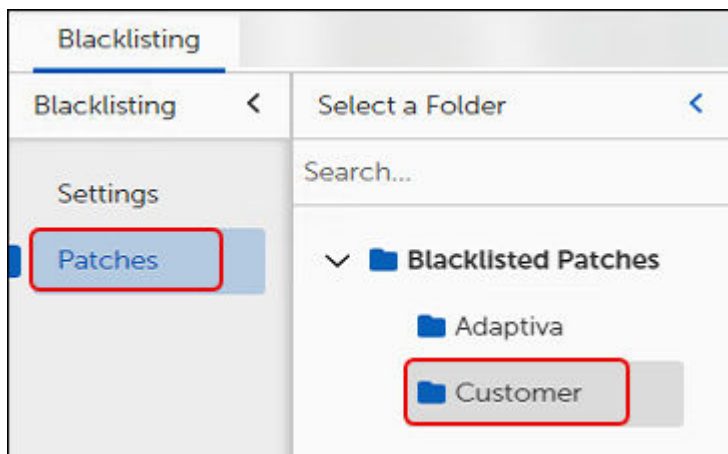 Blacklisting
Blacklisting
Select a Folder
Search...
Settings
Patches
Blacklisted Patches
Adaptiva
Customer